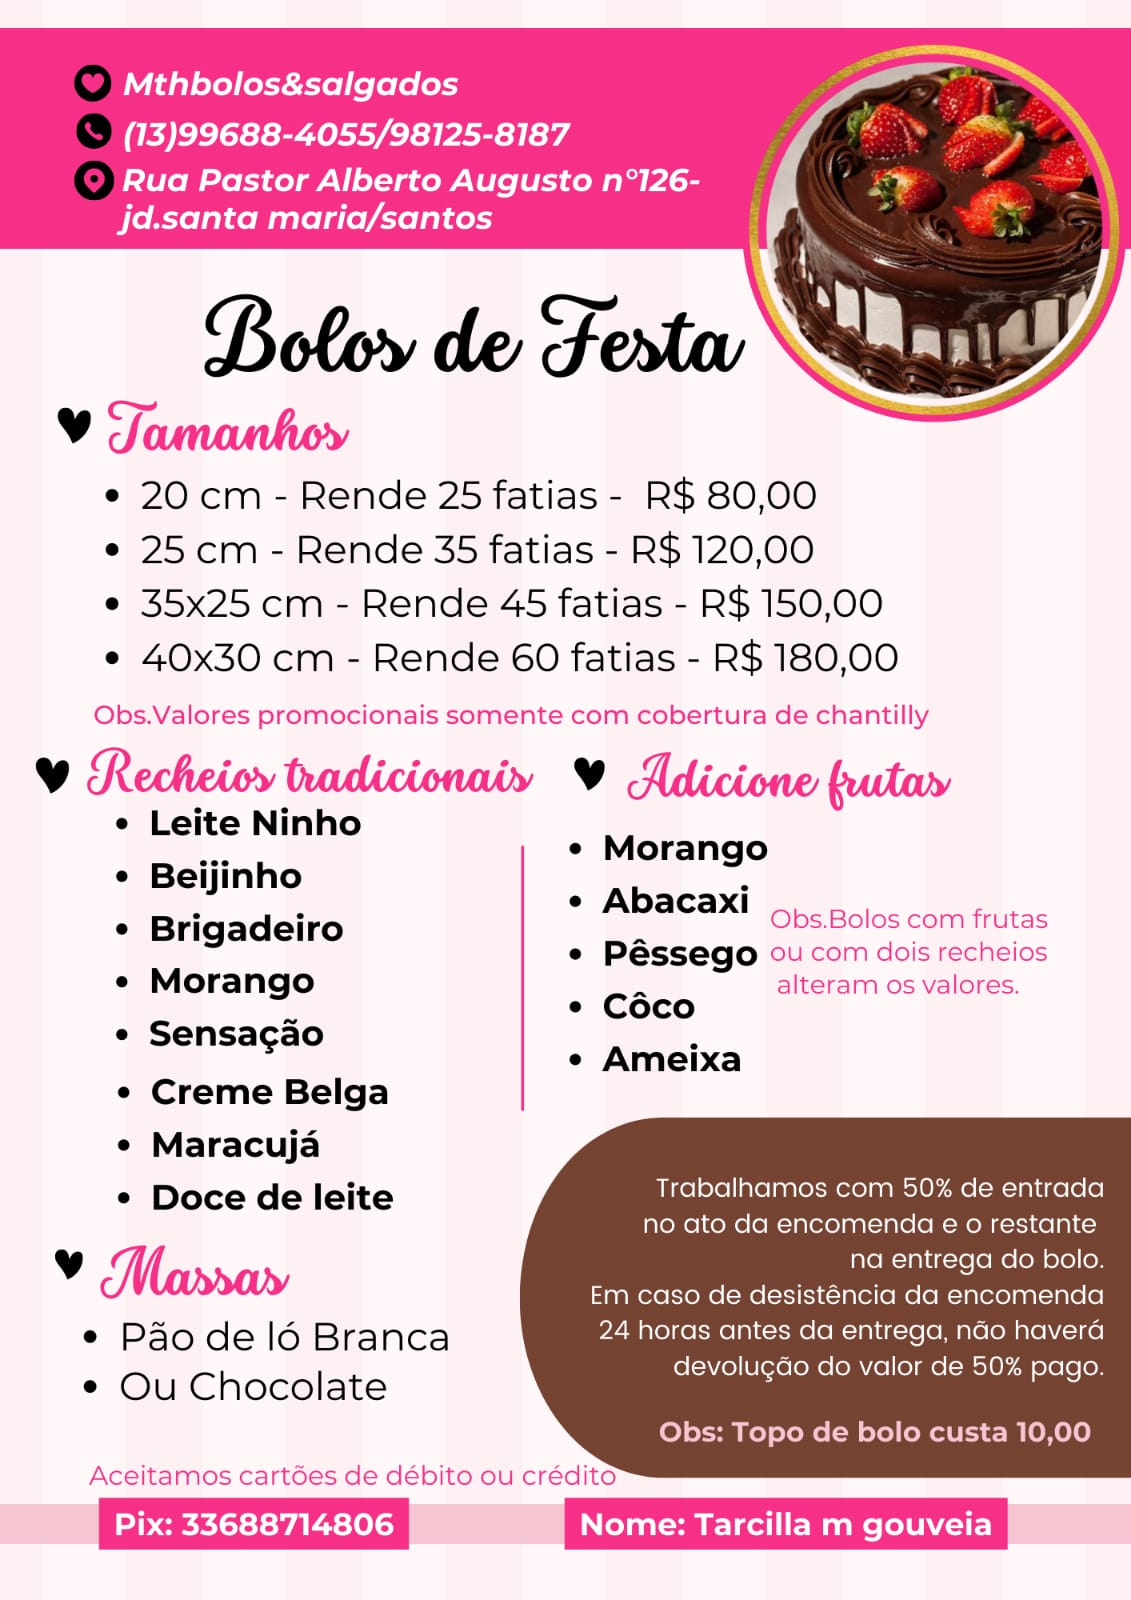 Mthbolos&salgados
(13)99688-4055/98125-8187
Rua Pastor Alberto Augusto n°126-
jd.santa maria/santos
Bolos de Festa
Tamanhos
• 20 cm - Rende 25 fatias - R$ 80,00
• 25 cm - Rende 35 fatias - R$ 120,00
• 35x25 cm - Rende 45 fatias - R$ 150,00
• 40x30 cm - Rende 60 fatias - R$ 180,00
Obs.Valores promocionais somente com cobertura de chantilly
Recheios tradicionais
• Leite Ninho
• Beijinho
• Brigadeiro
• Morango
• Sensação
• Creme Belga
• Maracujá
• Doce de leite
Adicione frutas
• Morango
• Abacaxi
• Pêssego
• Côco
• Ameixa
Obs.Bolos com frutas
ou com dois recheios
alteram os valores.
Massas
• Pão de ló Branca
• Ou Chocolate
Trabalhamos com 50% de entrada
no ato da encomenda e o restante
na entrega do bolo.
Em caso de desistência da encomenda
24 horas antes da entrega, não haverá
devolução do valor de 50% pago.
Obs: Topo de bolo custa 10,00
Aceitamos cartões de débito ou crédito
Pix: 33688714806
Nome: Tarcilla m gouveia